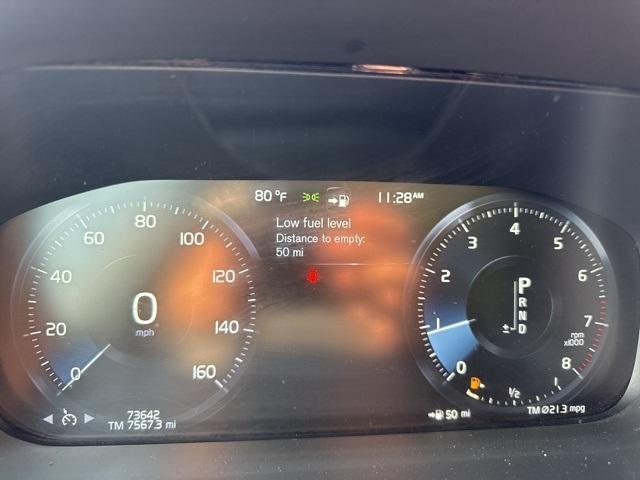 80 °F
11:28AM
Low fuel level
Distance to empty:
50 mi
0
20
40
60
80
100
120
140
160
0
mph
73642
TM 7567.3 mi
0
1
2
3
4
5
6
7
8
rpm
x1000
P
R
N
D
±
½
1
50 mi
TM 021.3 mpg